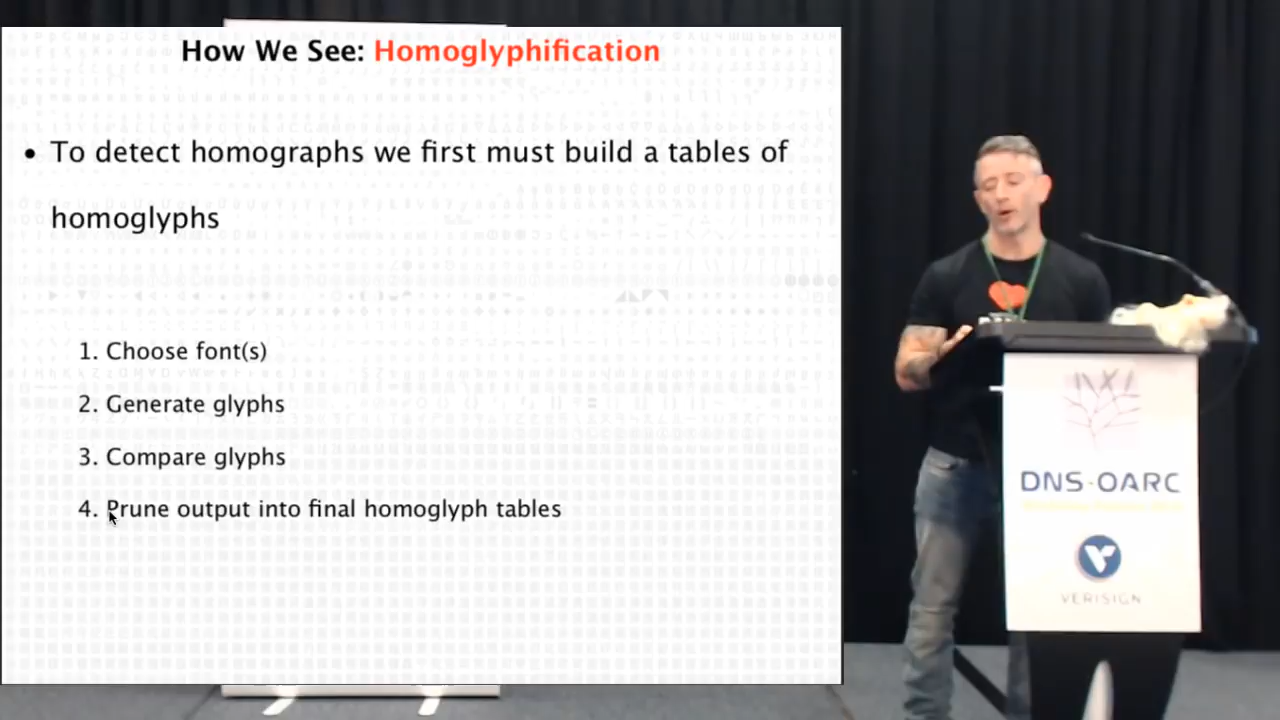 How We See: Homoglyphification
• To detect homographs we first must build a tables of
homoglyphs
1. Choose font(s)
2. Generate glyphs
3. Compare glyphs
4. Prune output into final homoglyph tables
DNS-OARC
VERISIGN